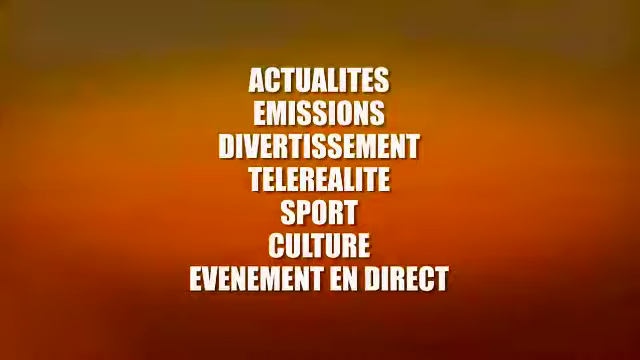 ACTUALITES
EMISSIONS
DIVERTISSEMENT
TELEREALITE
SPORT
CULTURE
EVENEMENT EN DIRECT